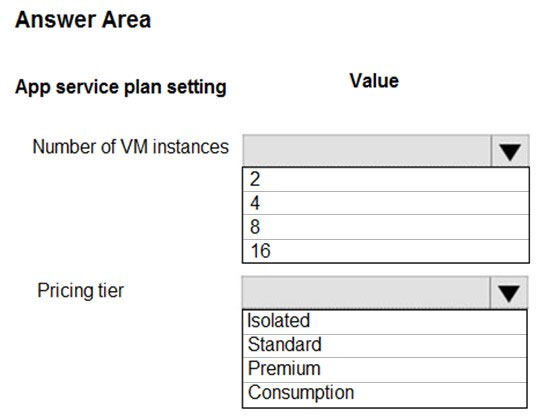 Answer Area
App service plan setting Value
Number of VM instances
2
4
8
16
Pricing tier
Isolated
Standard
Premium
Consumption